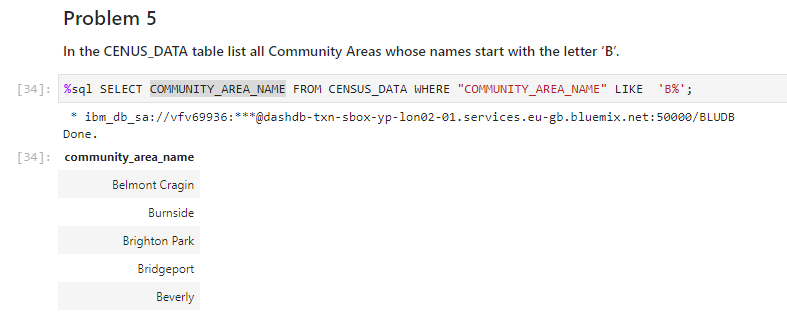 Problem 5
In the CENUS_DATA table list all Community Areas whose names start with the letter ‘B’.
[34]: %sql SELECT COMMUNITY_AREA_NAME FROM CENSUS_DATA WHERE "COMMUNITY_AREA_NAME" LIKE 'B%';
* ibm_db_sa://vfv69936:***@dashdb-txn-sbox-yp-lon02-01.services.eu-gb.bluemix.net:50000/BLUDB
Done.
[34]: community_area_name
Belmont Cragin
Burnside
Brighton Park
Bridgeport
Beverly